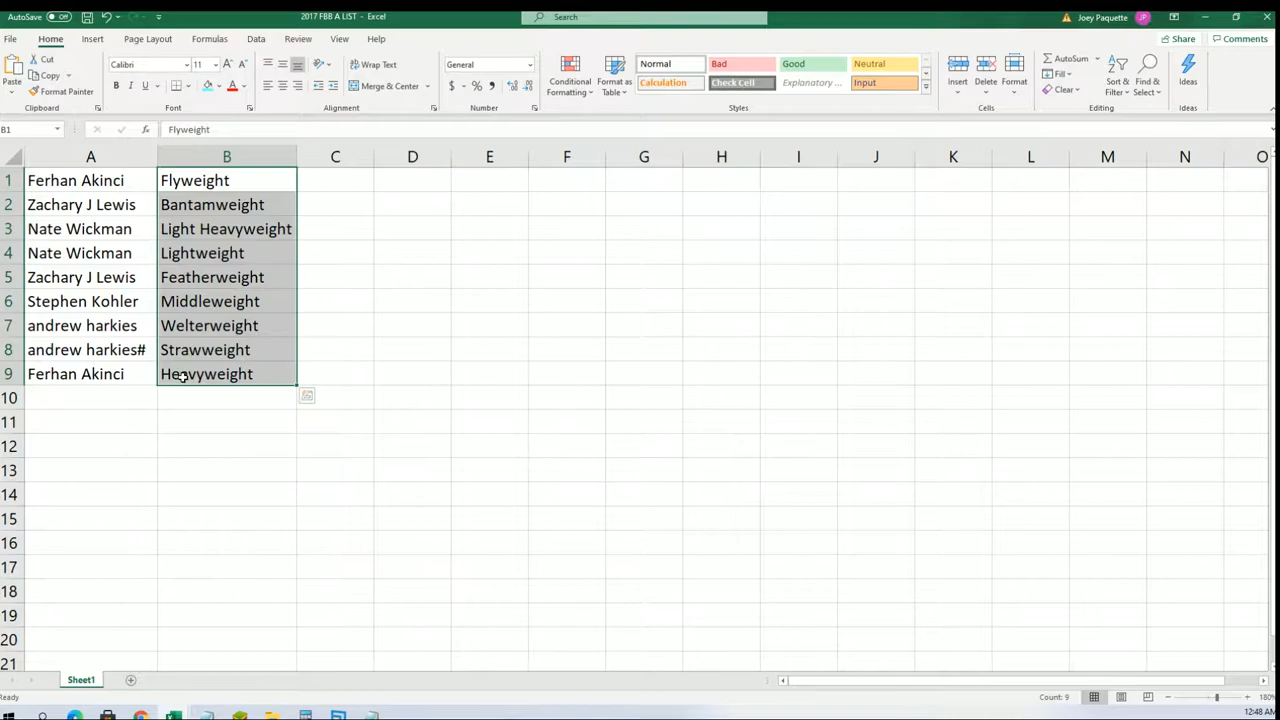 AutoSave Off 2017 FBB A LIST - Excel Search Joey Paquette JP
File Home Insert Page Layout Formulas Data Review View Help Share Comments
Paste Cut Copy Format Painter Clipboard
Calibri 11 A A B I U A Font
Wrap Text Merge & Center Alignment
General $ % Number
Conditional Formatting Format as Table
Normal Bad Good Neutral
Calculation Check Cell Explanatory ... Input
Styles
Insert Delete Format Cells
AutoSum Fill Clear Sort & Filter Find & Select Editing
Ideas Ideas
B1 fx Flyweight
A B C D E F G H I J K L M N O
1 Ferhan Akinci Flyweight
2 Zachary J Lewis Bantamweight
3 Nate Wickman Light Heavyweight
4 Nate Wickman Lightweight
5 Zachary J Lewis Featherweight
6 Stephen Kohler Middleweight
7 andrew harkies Welterweight
8 andrew harkies# Strawweight
9 Ferhan Akinci Heavyweight
10
11
12
13
14
15
16
17
18
19
20
21
Sheet1
Ready Count: 9 180%
12:48 AM